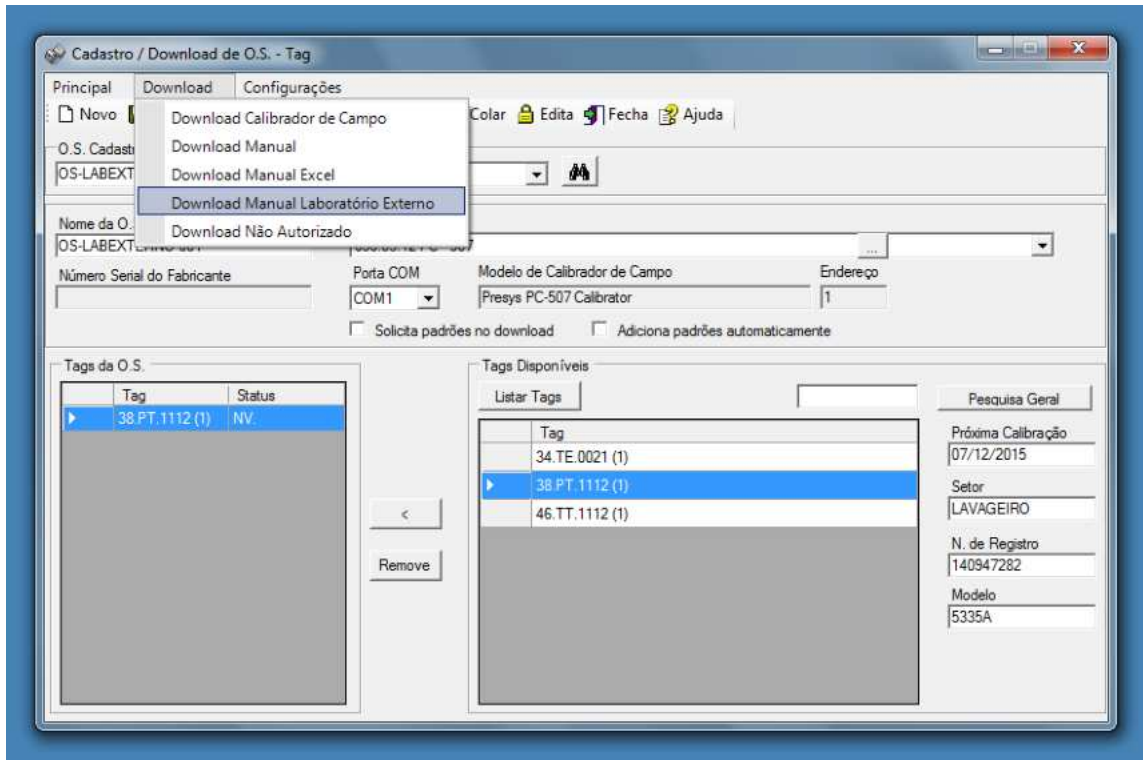 Cadastro / Download de O.S. - Tag
Principal Download Configurações
Novo Colar Edita Fecha Ajuda
Download Calibrador de Campo
Download Manual
Download Manual Excel
Download Manual Laboratório Externo
Download Não Autorizado
O.S. Cadast
OS-LABEXT
Nome da O.
OS-LABEXT
...
Número Serial do Fabricante Porta COM Modelo de Calibrador de Campo Endereço
COM1 Presys PC-507 Calibrator 1
Solicita padrões no download Adiciona padrões automaticamente
Tags da O.S. Tags Disponíveis
Listar Tags Pesquisa Geral
Tag Status
38.PT.1112 (1) NV.
Tag
34.TE.0021 (1)
38.PT.1112 (1)
46.TT.1112 (1)
<
Remove
Próxima Calibração
07/12/2015
Setor
LAVAGEIRO
N. de Registro
140947282
Modelo
5335A